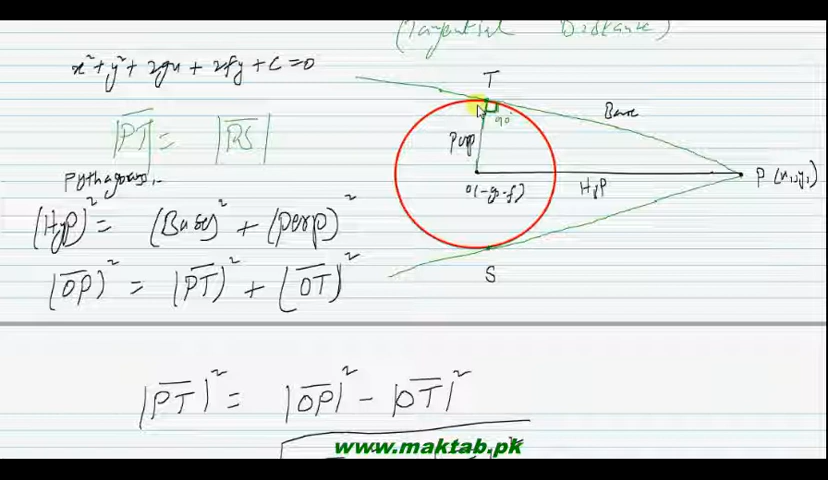 (Tangential Distance)
x²+y²+2gx+2fy+c=0
T
90°
Base
Perp
|PT| = |PS|
Pythagoras:-
O(-g,-f)
Hyp
P(x₁,y₁)
(Hyp)² = (Base)² + (Perp)²
S
(OP)² = (PT)² + (OT)²
|PT|² = |OP|² - |OT|²
www.maktab.pk